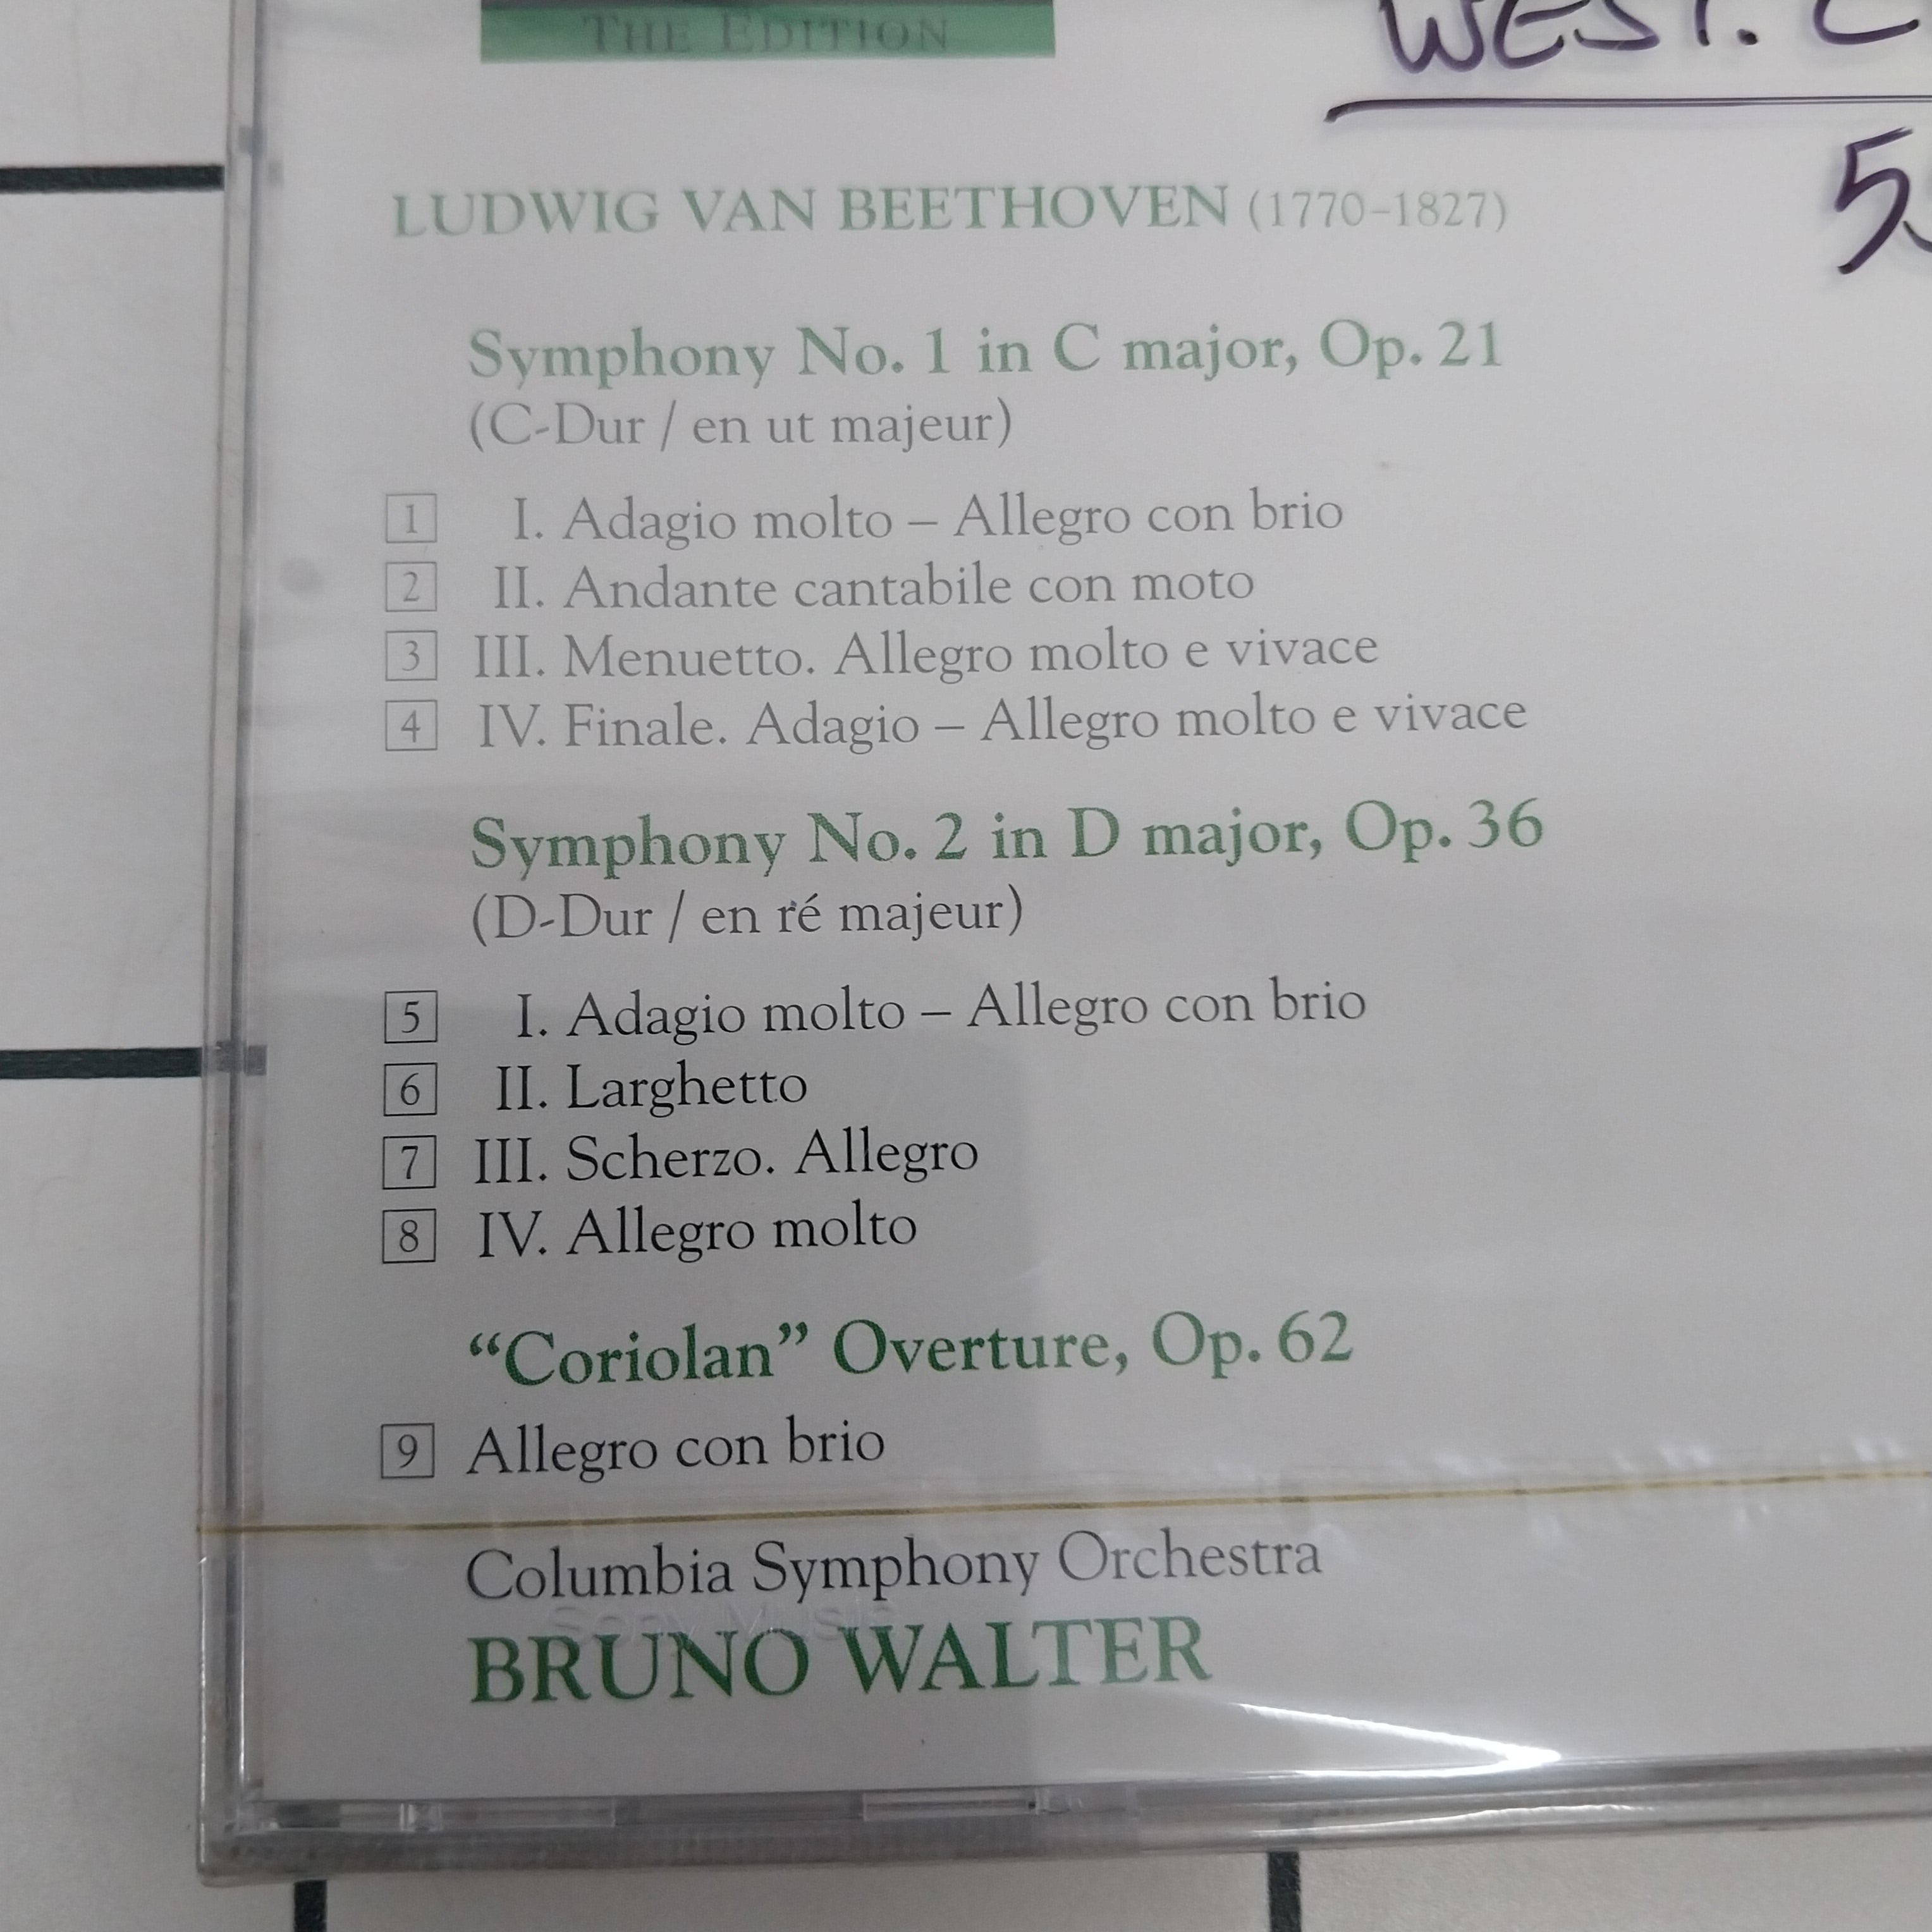 THE EDITION
WEST.
5
LUDWIG VAN BEETHOVEN (1770–1827)
Symphony No. 1 in C major, Op. 21
(C-Dur / en ut majeur)
1 I. Adagio molto – Allegro con brio
2 II. Andante cantabile con moto
3 III. Menuetto. Allegro molto e vivace
4 IV. Finale. Adagio – Allegro molto e vivace
Symphony No. 2 in D major, Op. 36
(D-Dur / en ré majeur)
5 I. Adagio molto – Allegro con brio
6 II. Larghetto
7 III. Scherzo. Allegro
8 IV. Allegro molto
“Coriolan” Overture, Op. 62
9 Allegro con brio
Columbia Symphony Orchestra
Sony Music
BRUNO WALTER